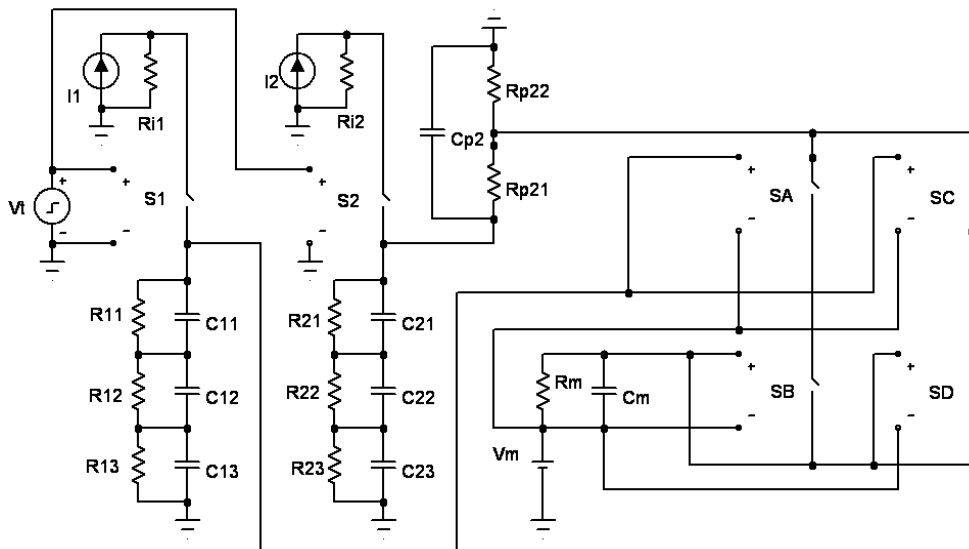 I1
Ri1
I2
Ri2
Cp2
Rp22
Rp21
Vt
+
−
+
−
S1
+
−
S2
+
−
SA
+
−
SC
R11
C11
R12
C12
R13
C13
R21
C21
R22
C22
R23
C23
Rm
Cm
Vm
+
−
SB
+
−
SD